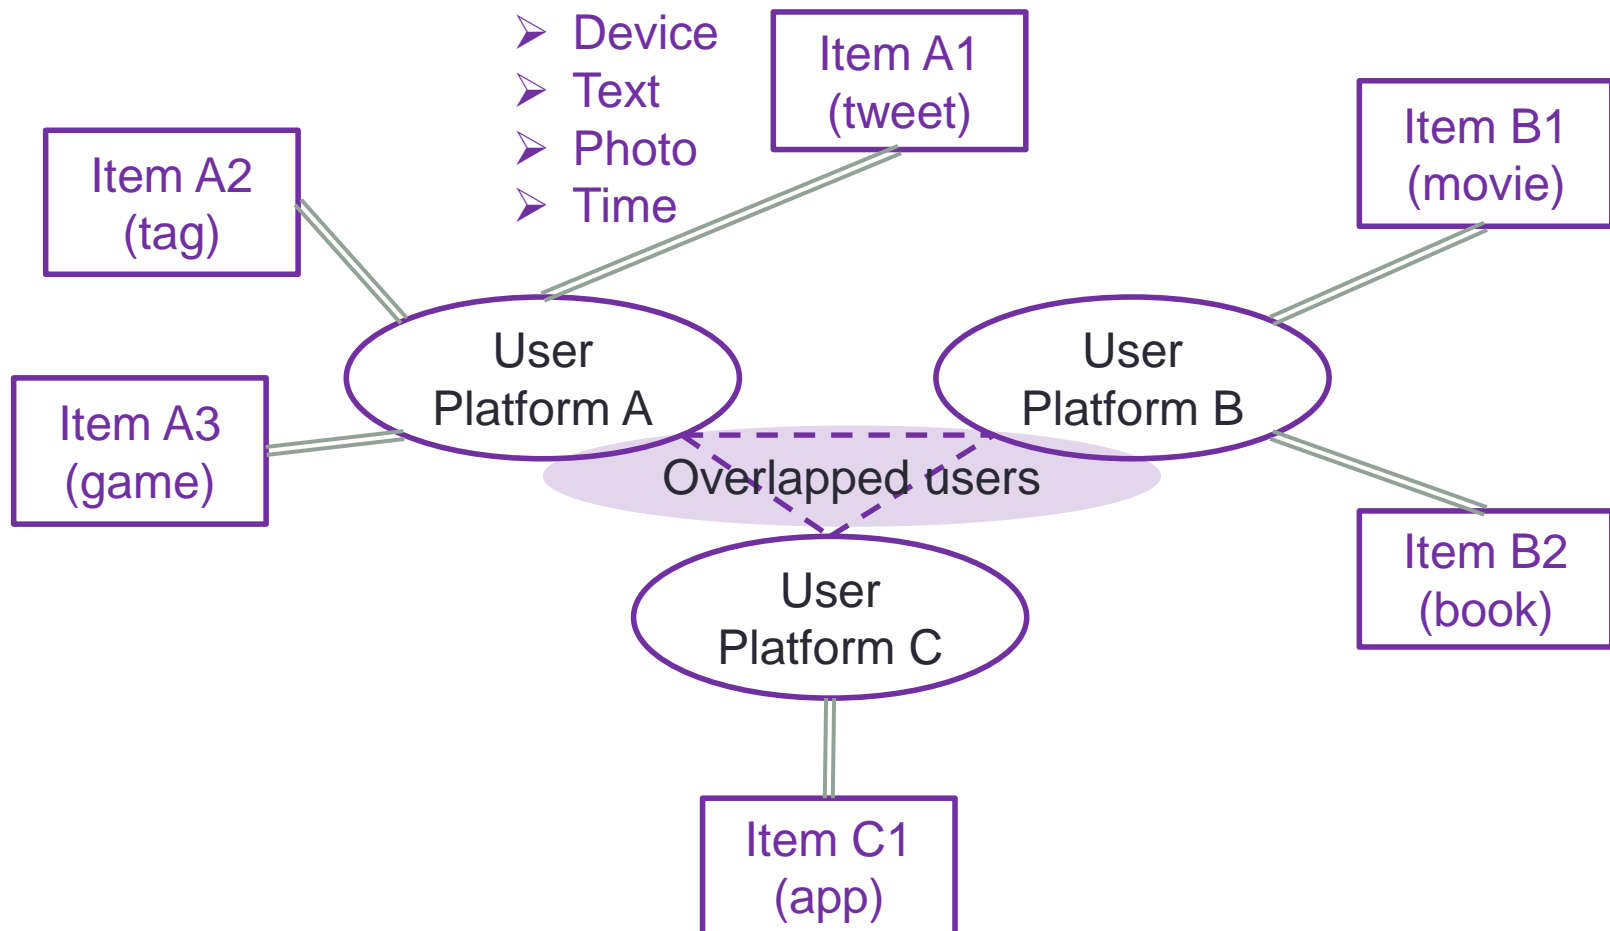 Device
Text
Photo
Time
Item A1
(tweet)
Item B1
(movie)
Item A2
(tag)
User
Platform A
User
Platform B
Item A3
(game)
Overlapped users
Item B2
(book)
User
Platform C
Item C1
(app)